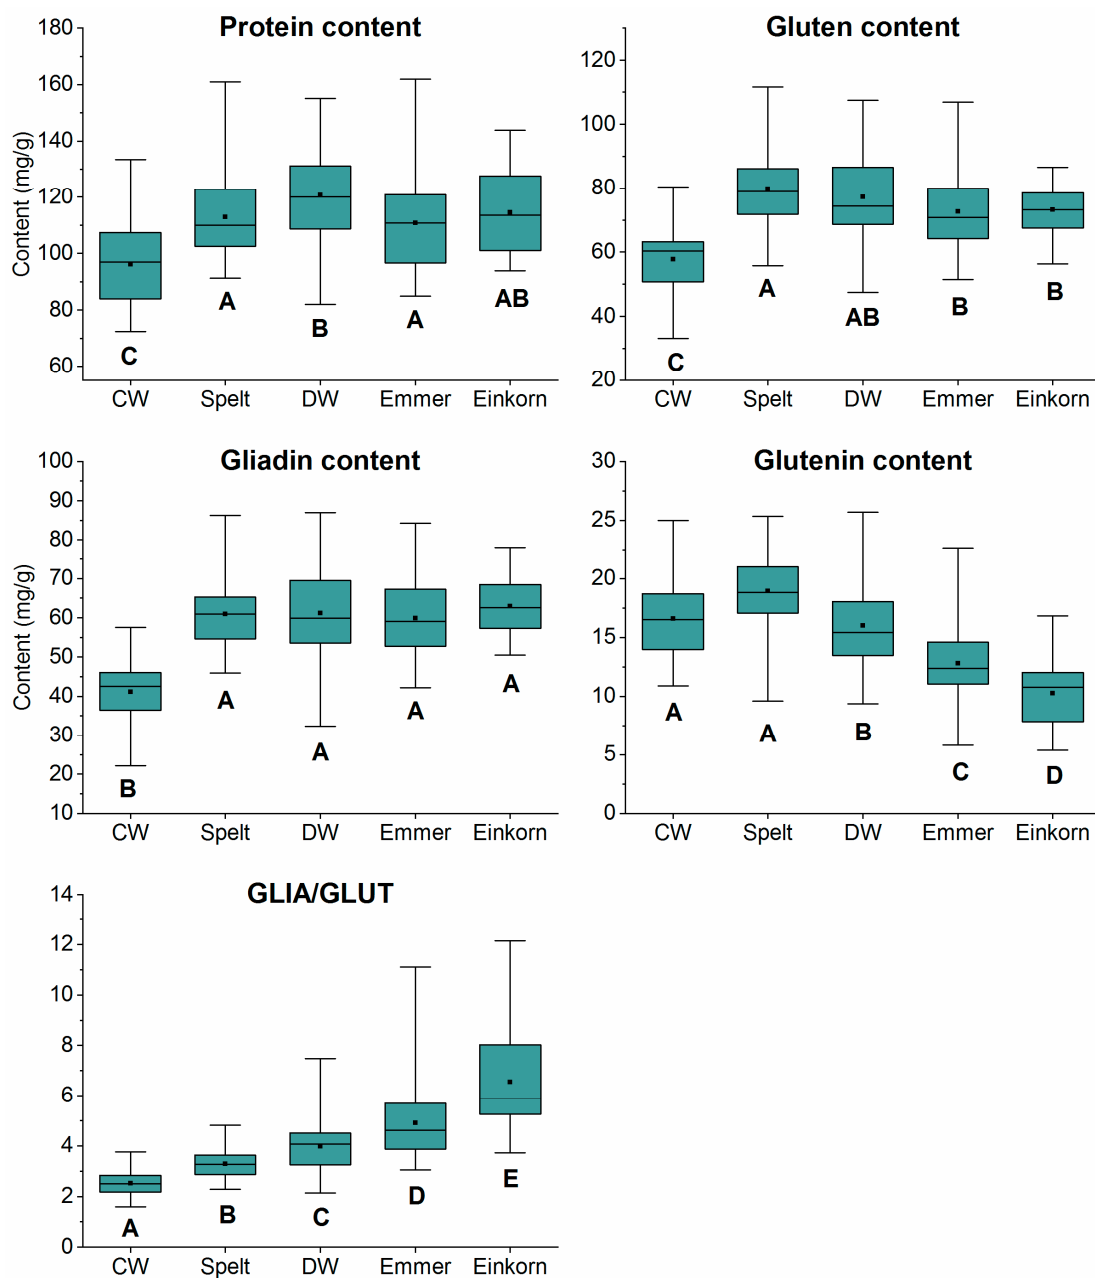 Protein content
Content (mg/g)
180
160
140
120
100
80
60
C
A
B
A
AB
CW Spelt DW Emmer Einkorn
Gluten content
120
100
80
60
40
20
C
A
AB
B
B
CW Spelt DW Emmer Einkorn
Gliadin content
Content (mg/g)
100
90
80
70
60
50
40
30
20
10
B
A
A
A
A
CW Spelt DW Emmer Einkorn
Glutenin content
30
25
20
15
10
5
0
A
A
B
C
D
CW Spelt DW Emmer Einkorn
GLIA/GLUT
14
12
10
8
6
4
2
0
A
B
C
D
E
CW Spelt DW Emmer Einkorn